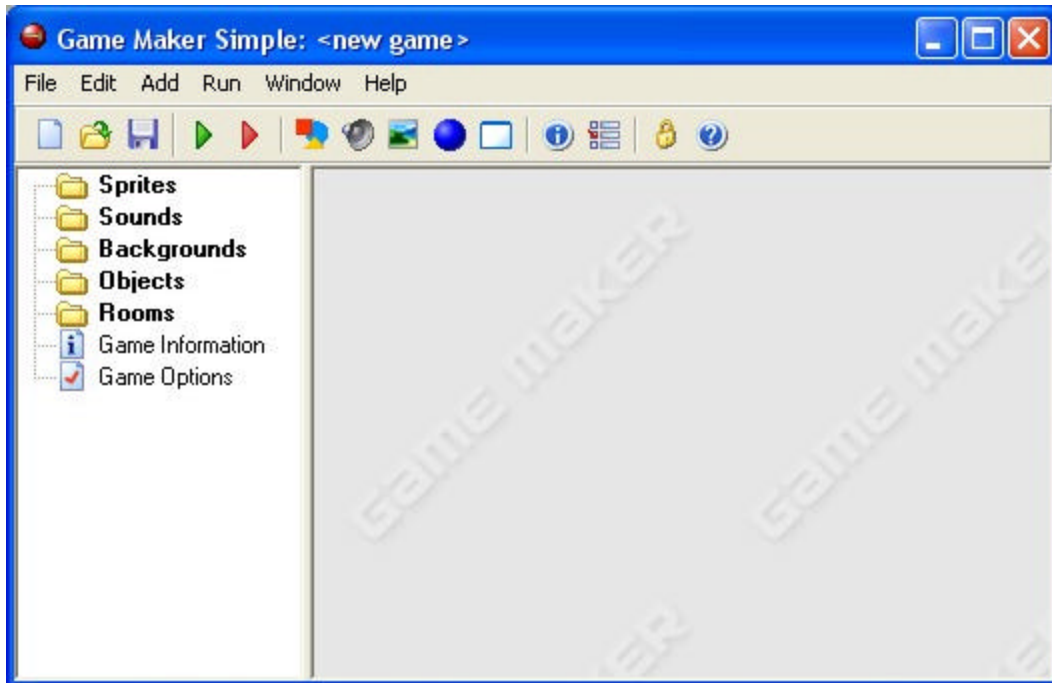 Game Maker Simple: <new game>
File Edit Add Run Window Help
Sprites
Sounds
Backgrounds
Objects
Rooms
Game Information
Game Options
GAME MAKER
GAME MAKE